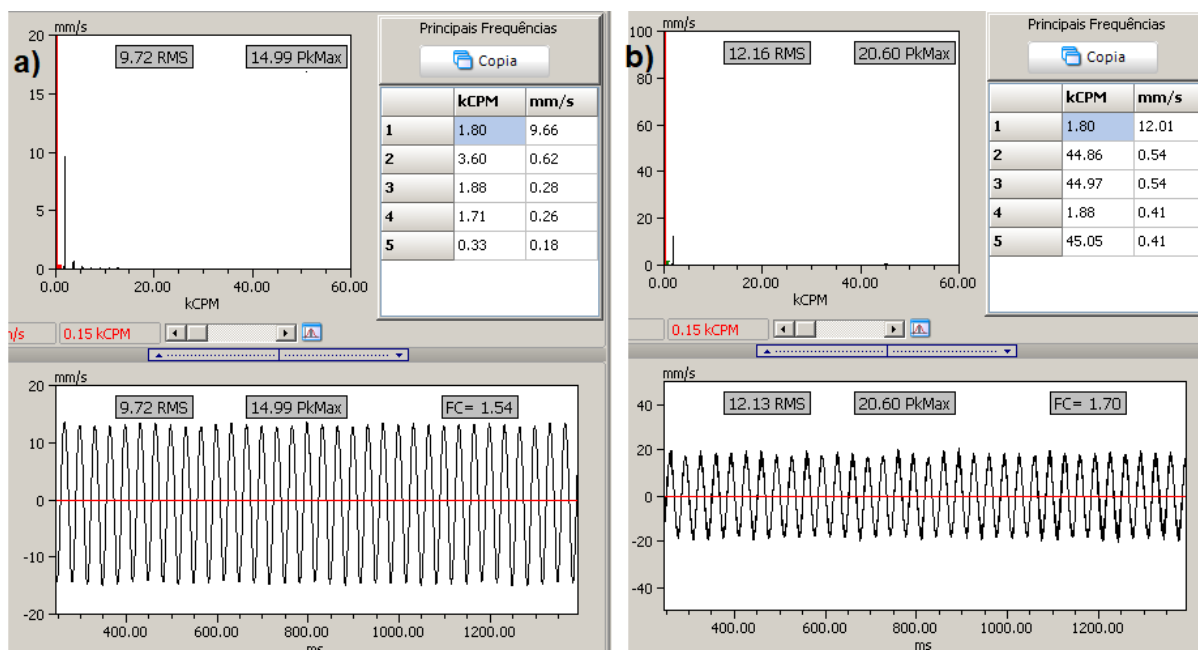 a)
mm/s
20
15
10
5
0
9.72 RMS 14.99 PkMax
0.00 20.00 40.00 60.00
kCPM
Principais Frequências
Copia
kCPM mm/s
1 1.80 9.66
2 3.60 0.62
3 1.88 0.28
4 1.71 0.26
5 0.33 0.18
/s 0.15 kCPM
mm/s
20
10
0
-10
-20
9.72 RMS 14.99 PkMax FC= 1.54
400.00 600.00 800.00 1000.00 1200.00
ms
b)
mm/s
100
80
60
40
20
0
12.16 RMS 20.60 PkMax
0.00 20.00 40.00 60.00
kCPM
Principais Frequências
Copia
kCPM mm/s
1 1.80 12.01
2 44.86 0.54
3 44.97 0.54
4 1.88 0.41
5 45.05 0.41
0.15 kCPM
mm/s
40
20
0
-20
-40
12.13 RMS 20.60 PkMax FC= 1.70
400.00 600.00 800.00 1000.00 1200.00
ms